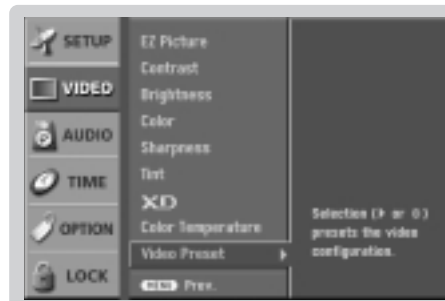 SETUP
VIDEO
AUDIO
TIME
OPTION
LOCK
EZ Picture
Contrast
Brightness
Color
Sharpness
Tint
XD
Color Temperature
Video Preset
MENU Prev.
Selection (▶ or ⊙)
presets the video
configuration.